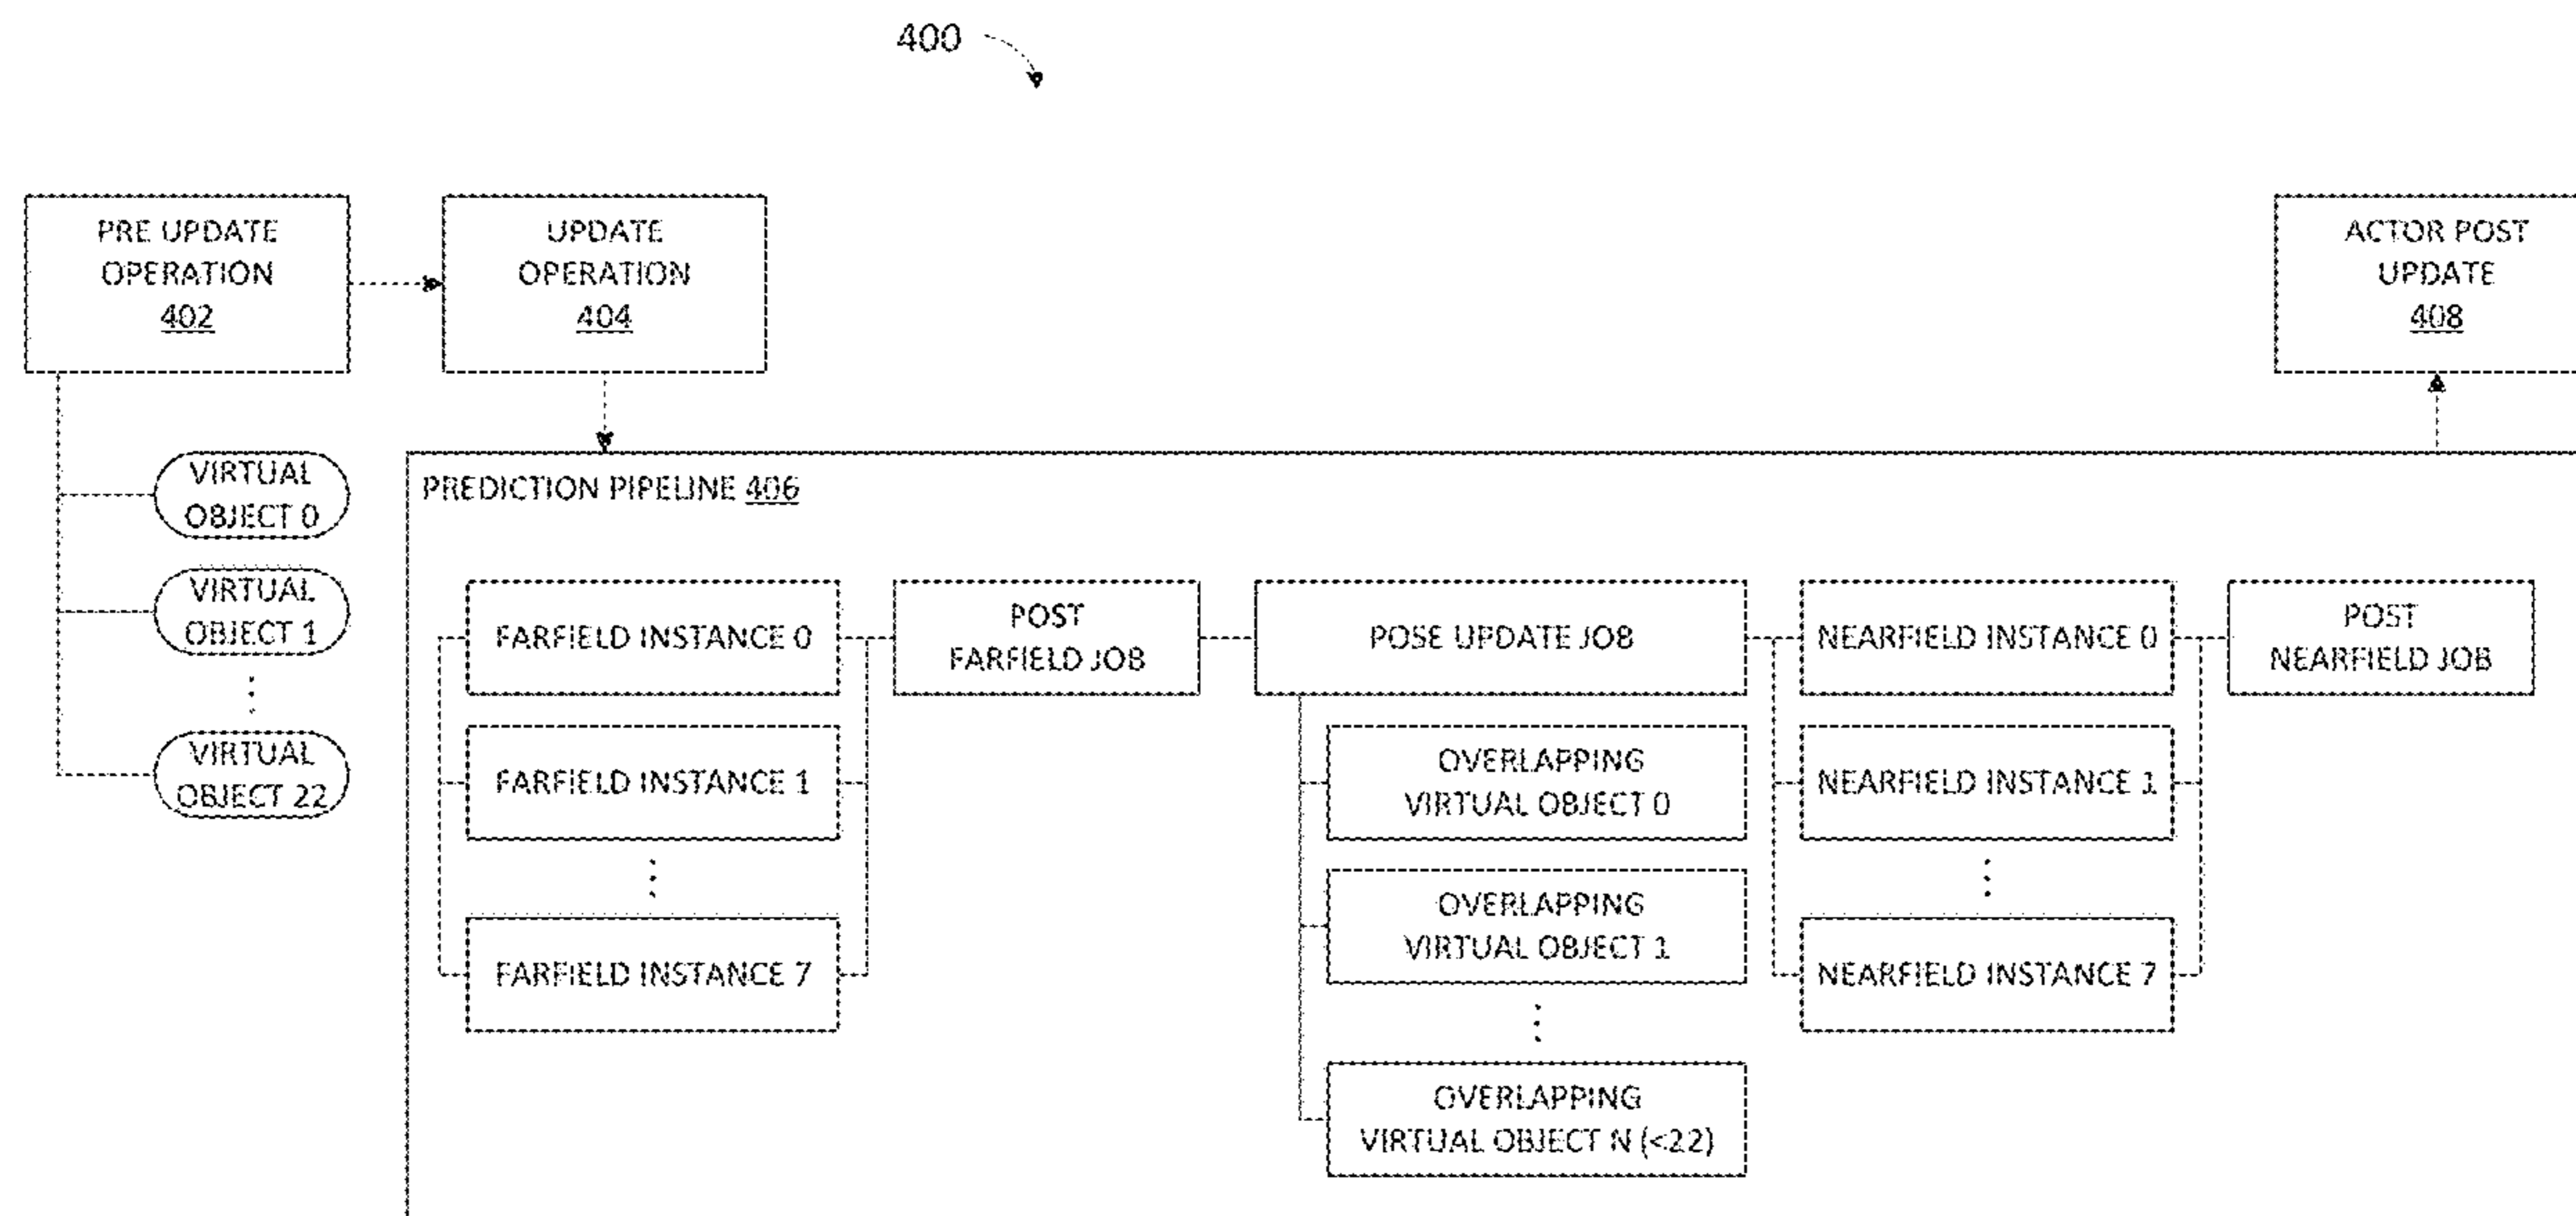 400
PRE UPDATE
OPERATION
402
UPDATE
OPERATION
404
ACTOR POST
UPDATE
408
VIRTUAL
OBJECT 0
VIRTUAL
OBJECT 1
⋮
VIRTUAL
OBJECT 22
PREDICTION PIPELINE 406
FARFIELD INSTANCE 0
FARFIELD INSTANCE 1
⋮
FARFIELD INSTANCE 7
POST
FARFIELD JOB
POSE UPDATE JOB
OVERLAPPING
VIRTUAL OBJECT 0
OVERLAPPING
VIRTUAL OBJECT 1
⋮
OVERLAPPING
VIRTUAL OBJECT N (<22)
NEARFIELD INSTANCE 0
NEARFIELD INSTANCE 1
⋮
NEARFIELD INSTANCE 7
POST
NEARFIELD JOB